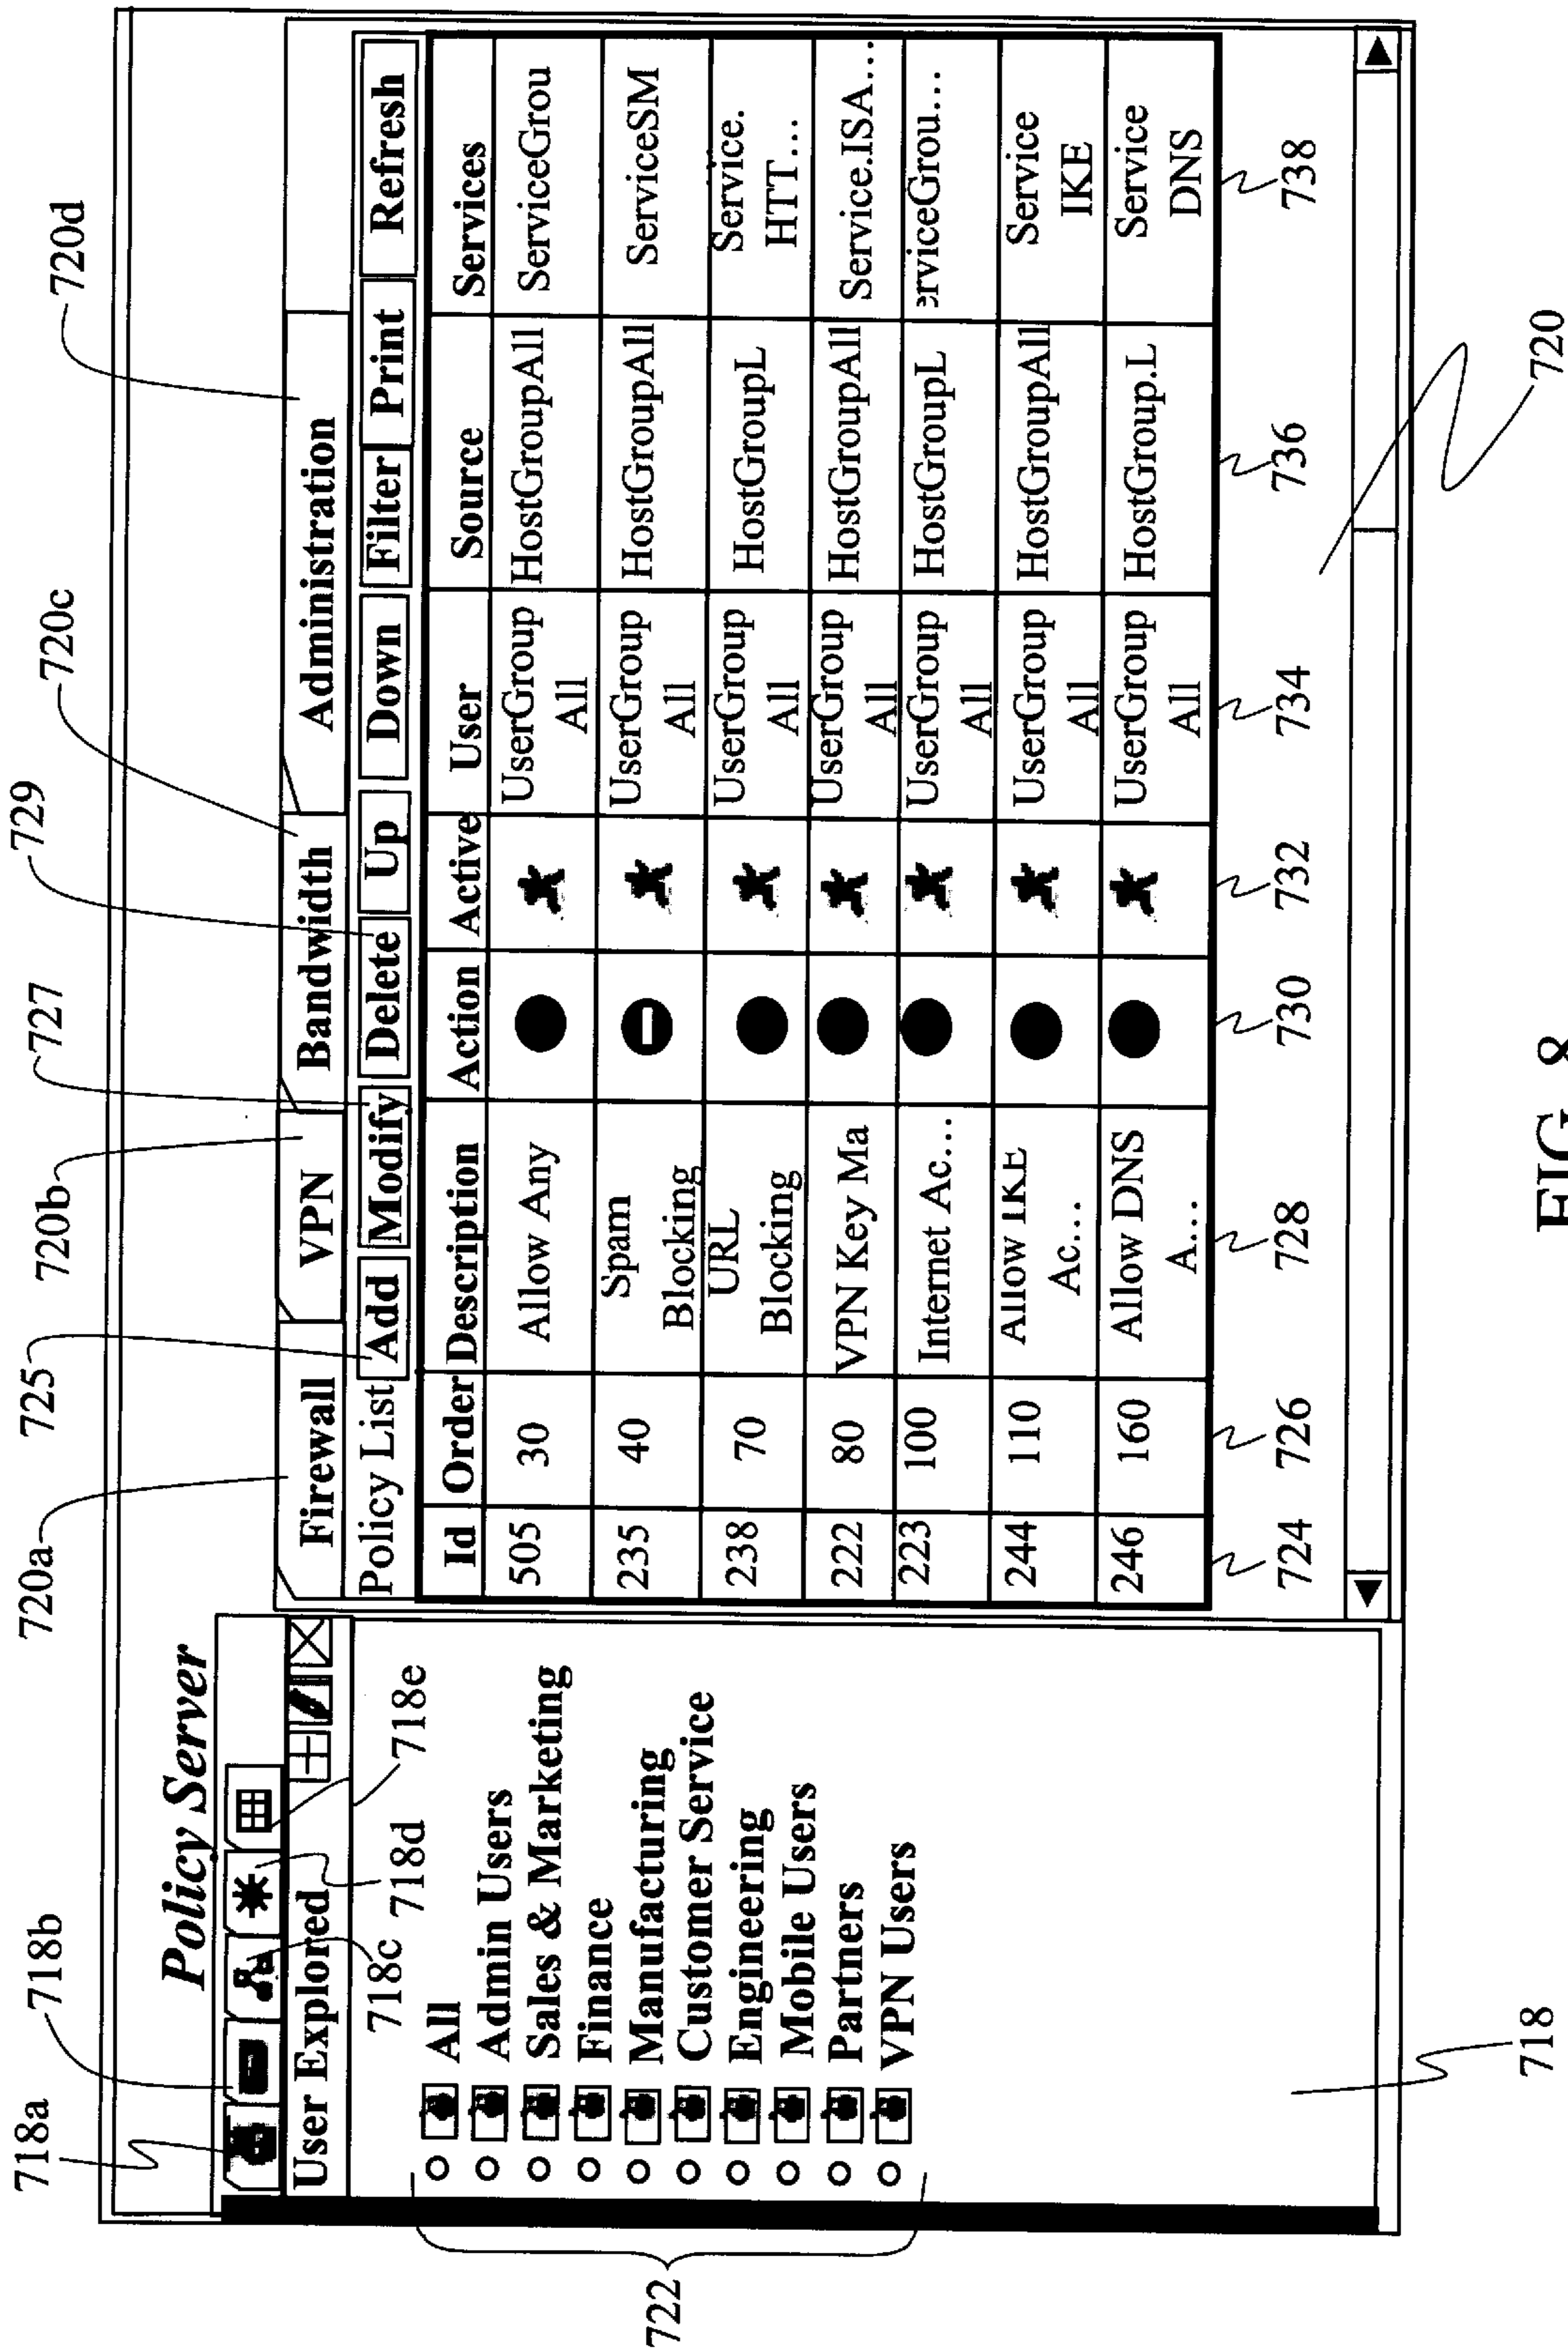 Policy Server
User Explored
All
Admin Users
Sales & Marketing
Finance
Manufacturing
Customer Service
Engineering
Mobile Users
Partners
VPN Users
718a
718b
718c
718d
718e
722
718
720a
725
720b
727
729
720c
720d
Firewall VPN Bandwidth Administration
Policy List Add Modify Delete Up Down Filter Print Refresh
Id Order Description Action Active User Source Services
505 30 Allow Any UserGroup All HostGroupAll ServiceGrou
235 40 Spam Blocking UserGroup All HostGroupAll ServiceSM
238 70 URL Blocking UserGroup All HostGroupL Service. HTT...
222 80 VPN Key Ma UserGroup All HostGroupAll Service.ISA...
223 100 Internet Ac... UserGroup All HostGroupL erviceGrou...
244 110 Allow IKE Ac... UserGroup All HostGroupAll Service IKE
246 160 Allow DNS A... UserGroup All HostGroup.L Service DNS
724 726 728 730 732 734 736 738
720
FIG. 8